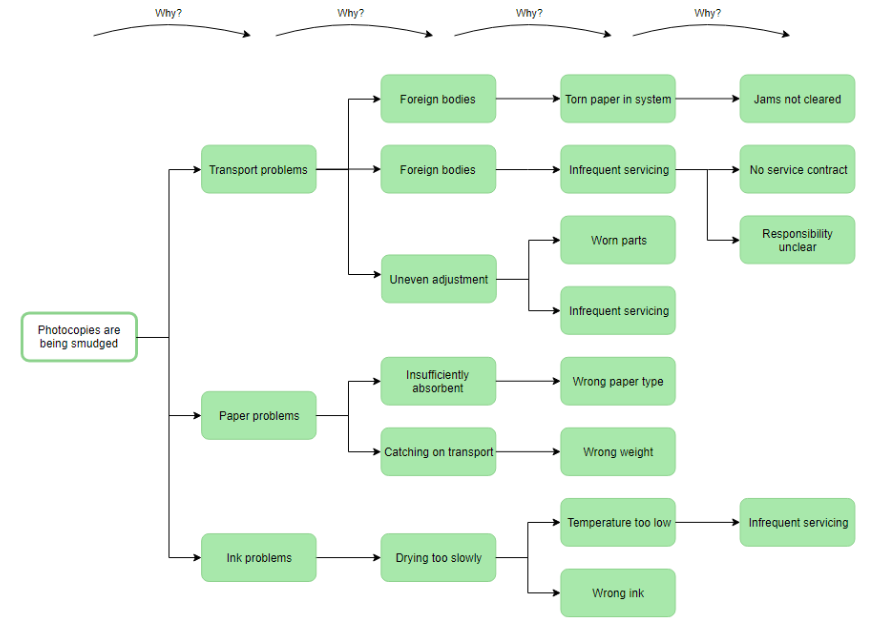 Why?
Why?
Why?
Why?
Foreign bodies
Torn paper in system
Jams not cleared
Transport problems
Foreign bodies
Infrequent servicing
No service contract
Worn parts
Responsibility
unclear
Uneven adjustment
Infrequent servicing
Photocopies are
being smudged
Insufficiently
absorbent
Wrong paper type
Paper problems
Catching on transport
Wrong weight
Temperature too low
Infrequent servicing
Ink problems
Drying too slowly
Wrong ink